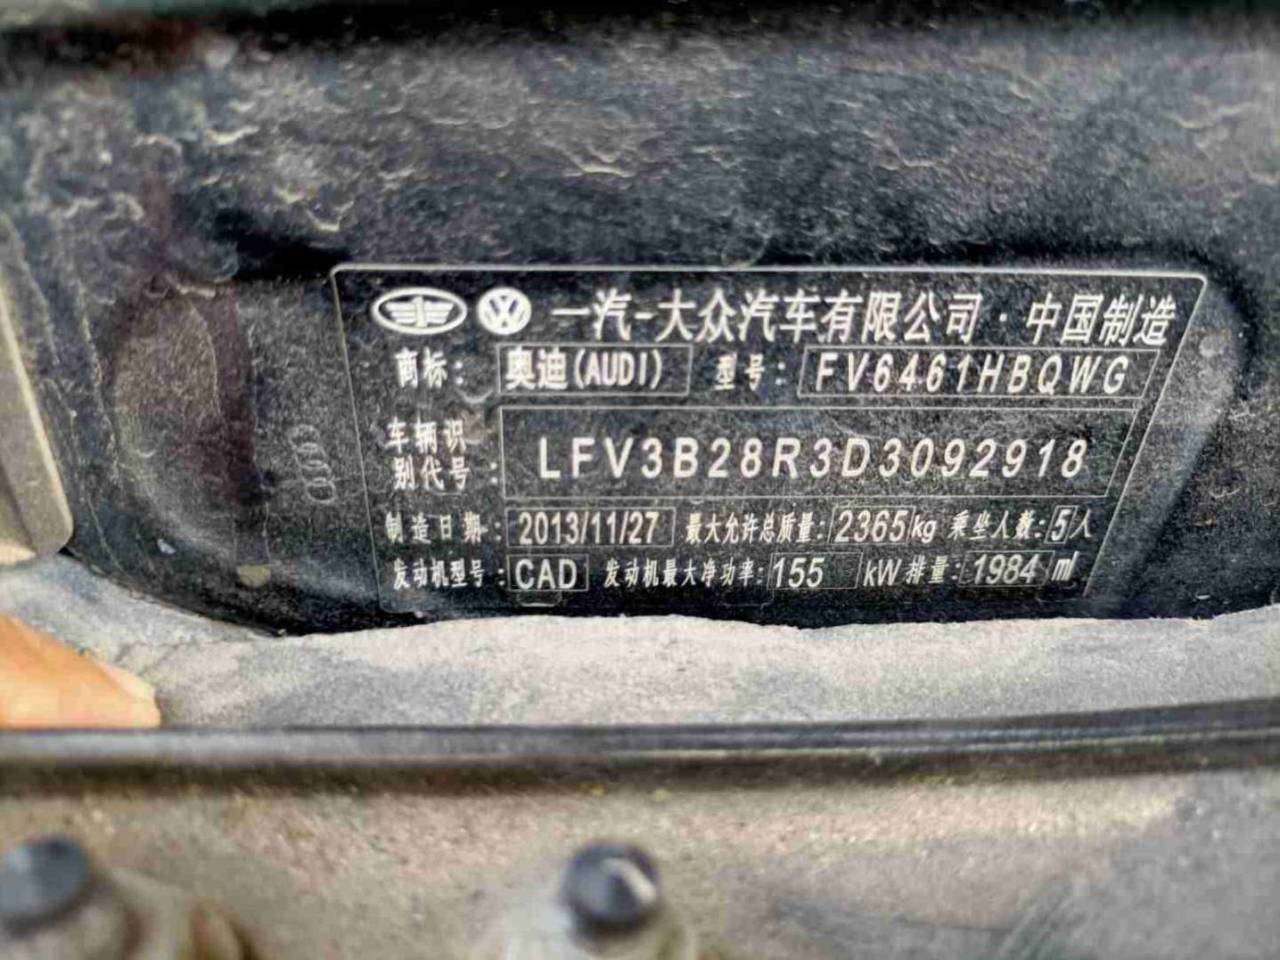 一汽-大众汽车有限公司·中国制造
商标: 奥迪(AUDI) 型号: FV6461HBQWG
车辆识别代号: LFV3B28R3D3092918
制造日期: 2013/11/27 最大允许总质量: 2365kg 乘坐人数: 5人
发动机型号: CAD 发动机最大净功率: 155 kW 排量: 1984 ml